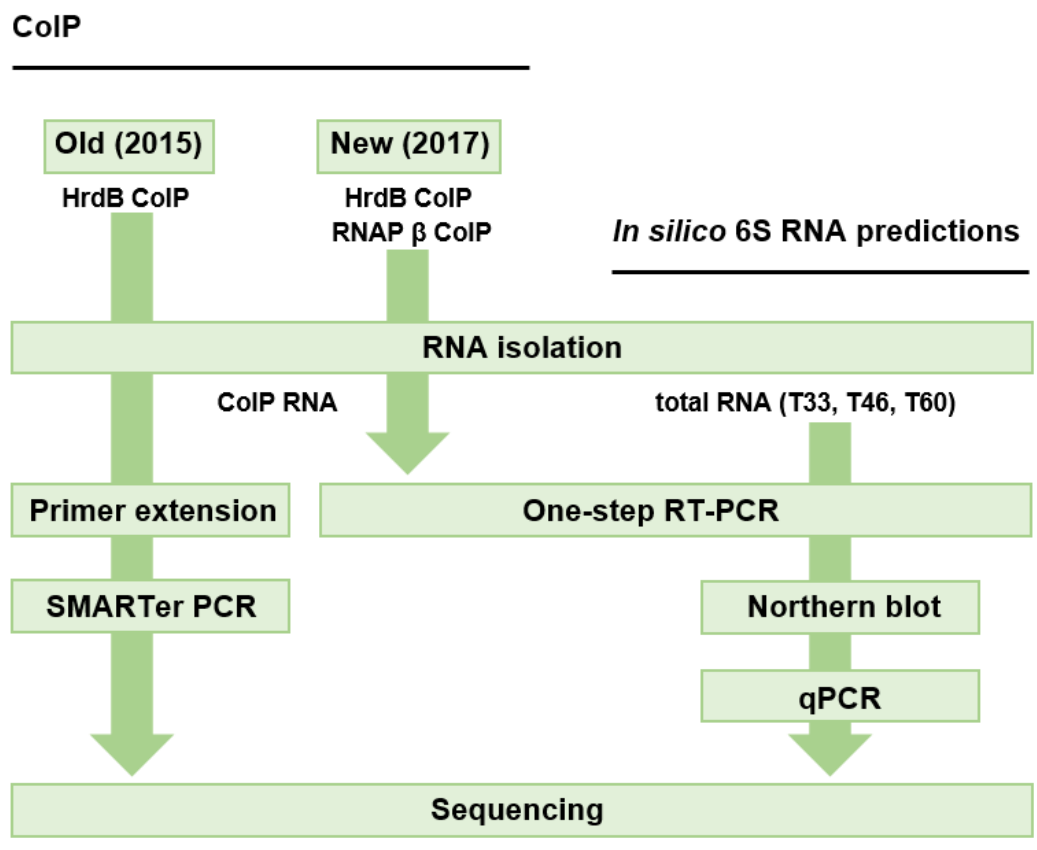 CoIP
Old (2015)
New (2017)
HrdB CoIP
HrdB CoIP
RNAP β CoIP
In silico 6S RNA predictions
RNA isolation
CoIP RNA
total RNA (T33, T46, T60)
Primer extension
One-step RT-PCR
SMARTer PCR
Northern blot
qPCR
Sequencing